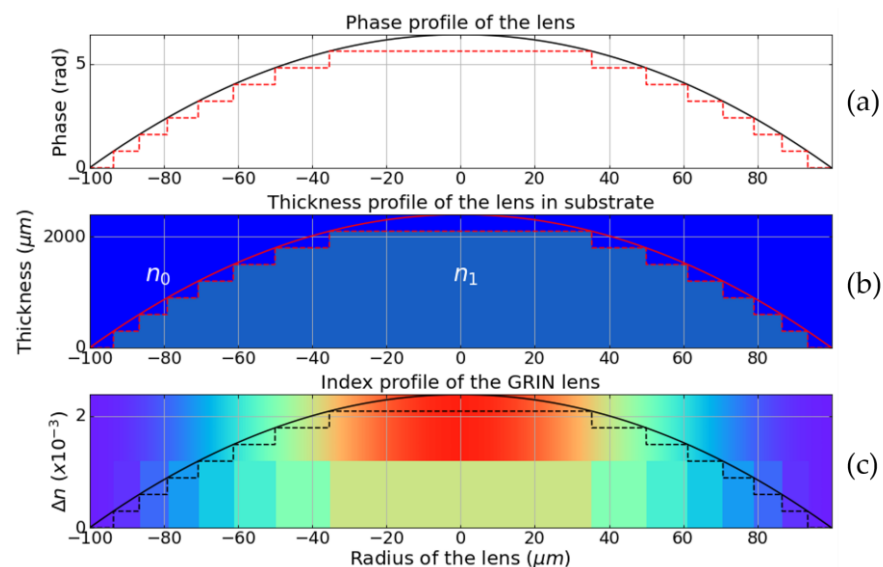 Phase profile of the lens
Phase (rad)
5
0
−100 −80 −60 −40 −20 0 20 40 60 80
(a)
Thickness profile of the lens in substrate
Thickness (μm)
2000
0
n₀
n₁
−100 −80 −60 −40 −20 0 20 40 60 80
(b)
Index profile of the GRIN lens
Δn (x10⁻³)
2
0
−100 −80 −60 −40 −20 0 20 40 60 80
(c)
Radius of the lens (μm)